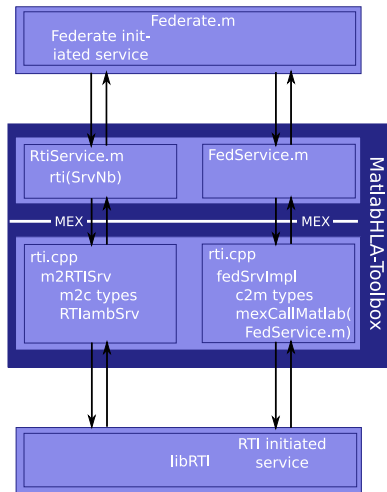 Federate.m
Federate init-
iated service
RtiService.m
rti(SrvNb)
FedService.m
MatlabHLA-Toolbox
MEX
MEX
rti.cpp
m2RTISrv
m2c types
RTIambSrv
rti.cpp
fedSrvImpl
c2m types
mexCallMatlab(
FedService.m)
libRTI
RTI initiated
service